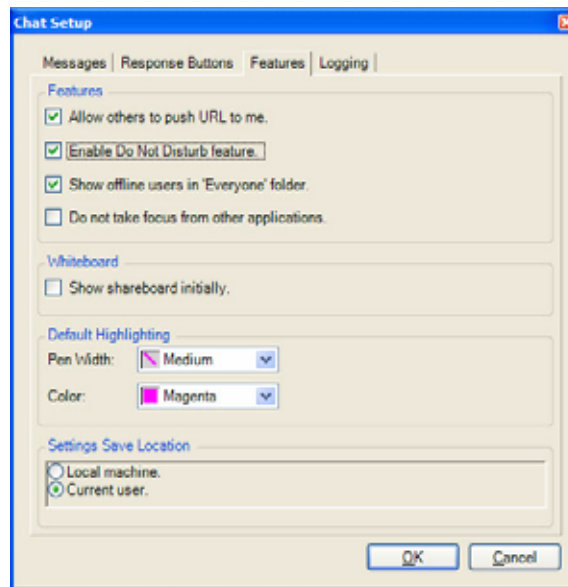 Chat Setup
Messages Response Buttons Features Logging
Features
Allow others to push URL to me.
Enable Do Not Disturb feature.
Show offline users in 'Everyone' folder.
Do not take focus from other applications.
Whiteboard
Show shareboard initially.
Default Highlighting
Pen Width: Medium
Color: Magenta
Settings Save Location
Local machine.
Current user.
OK Cancel